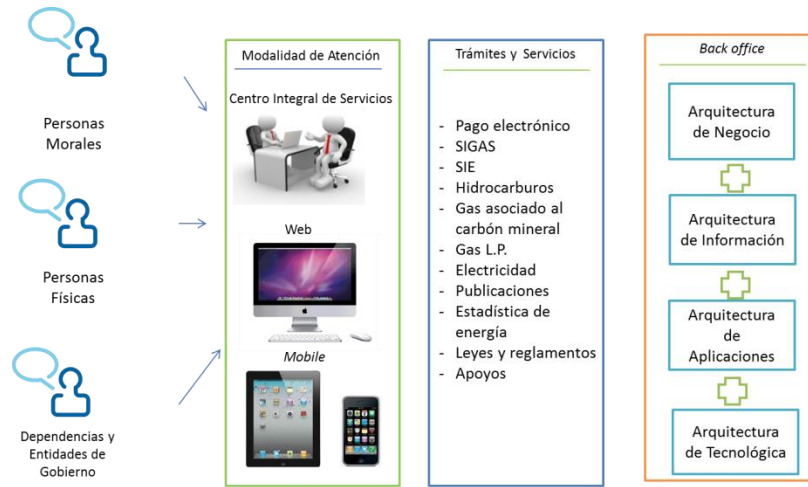 Personas
Morales
Personas
Físicas
Dependencias y
Entidades de
Gobierno
Modalidad de Atención
Centro Integral de Servicios
Web
Mobile
Trámites y Servicios
- Pago electrónico
- SIGAS
- SIE
- Hidrocarburos
- Gas asociado al
carbón mineral
- Gas L.P.
- Electricidad
- Publicaciones
- Estadística de
energía
- Leyes y reglamentos
- Apoyos
Back office
Arquitectura
de Negocio
Arquitectura
de Información
Arquitectura
de
Aplicaciones
Arquitectura
de Tecnológica